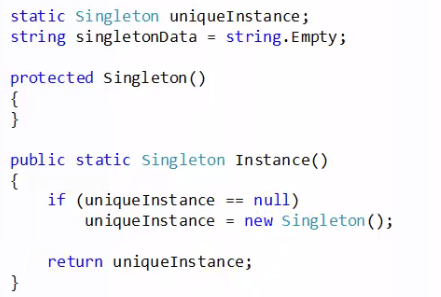 static Singleton uniqueInstance;
string singletonData = string.Empty;

protected Singleton()
{
}

public static Singleton Instance()
{
    if (uniqueInstance == null)
        uniqueInstance = new Singleton();

    return uniqueInstance;
}